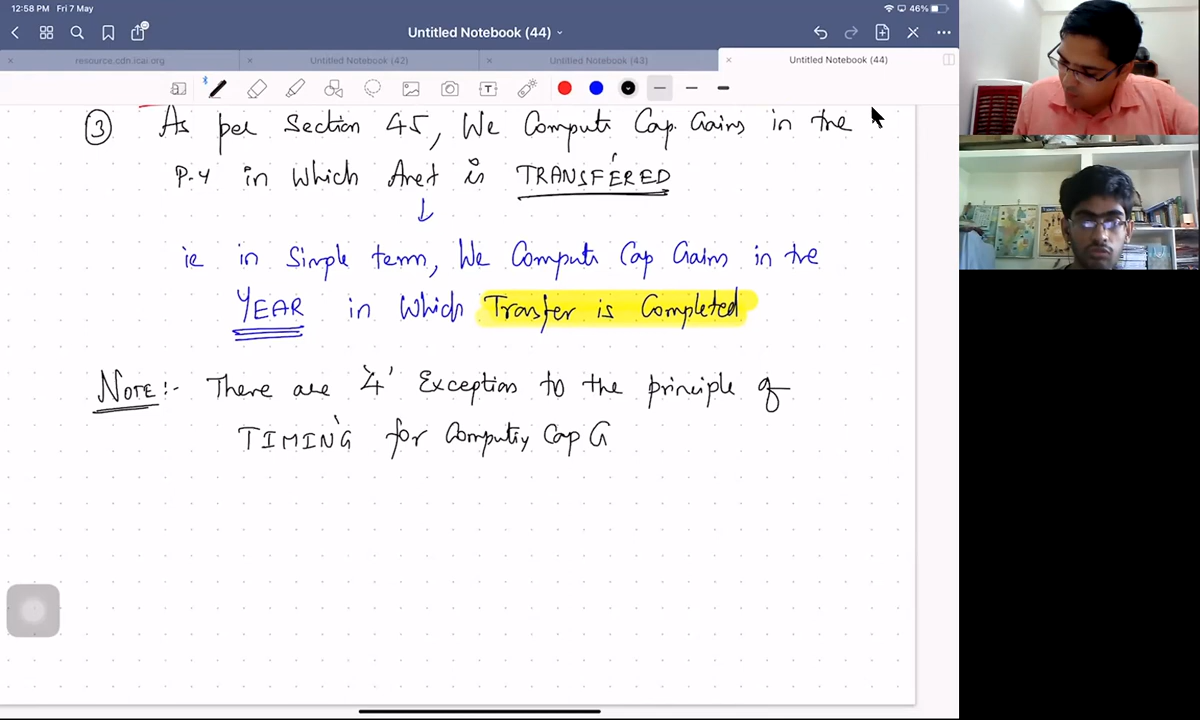 12:58 PM Fri 7 May
46%
Untitled Notebook (44)
resource.cdn.icai.org
Untitled Notebook (42)
Untitled Notebook (43)
Untitled Notebook (44)
③ As per Section 45, We Compute Cap. Gains in the
P.Y in Which Asset is TRANSFERED
ie in Simple term, We Compute Cap Gains in the
YEAR in Which Transfer is Completed
NOTE:- There are '4' Exception to the principle of
TIMING for Computiy Cap G